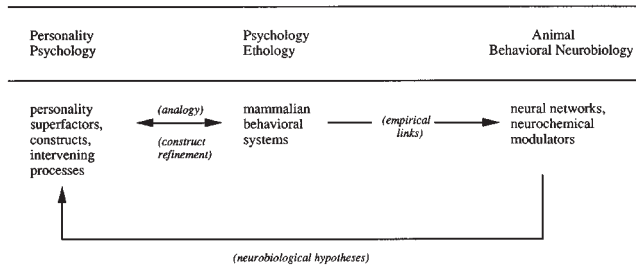 Personality
Psychology
Psychology
Ethology
Animal
Behavioral Neurobiology
personality
superfactors,
constructs,
intervening
processes
(analogy)
(construct
refinement)
mammalian
behavioral
systems
(empirical
links)
neural networks,
neurochemical
modulators
(neurobiological hypotheses)